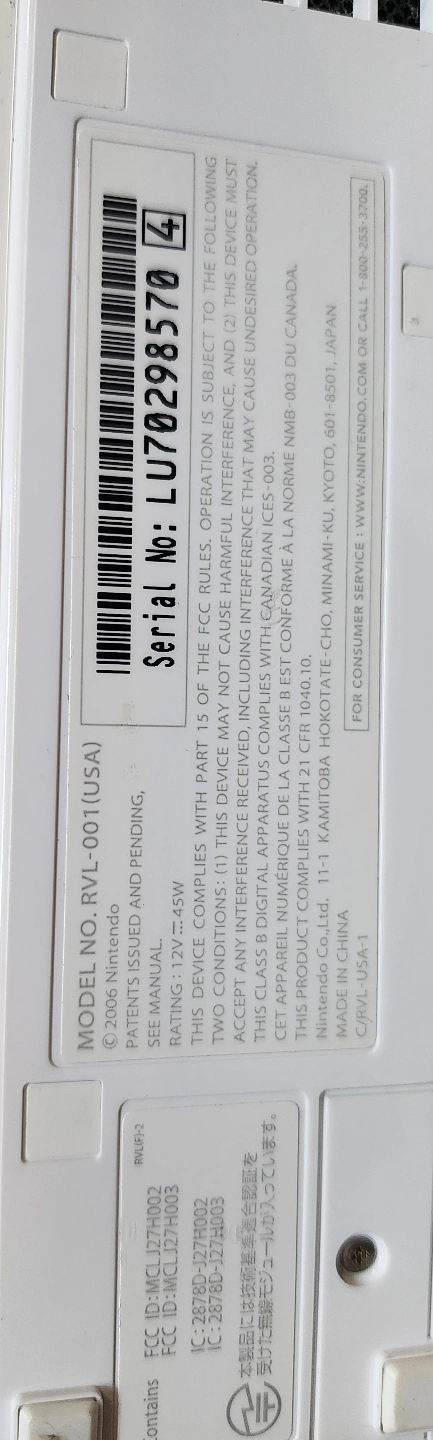 Serial No: LU70298570 4
MODEL NO. RVL-001(USA)
©2006 Nintendo
PATENTS ISSUED AND PENDING,
SEE MANUAL.
RATING : 12V⎓45W
THIS DEVICE COMPLIES WITH PART 15 OF THE FCC RULES. OPERATION IS SUBJECT TO THE FOLLOWING
TWO CONDITIONS: (1) THIS DEVICE MAY NOT CAUSE HARMFUL INTERFERENCE, AND (2) THIS DEVICE MUST
ACCEPT ANY INTERFERENCE RECEIVED, INCLUDING INTERFERENCE THAT MAY CAUSE UNDESIRED OPERATION.
THIS CLASS B DIGITAL APPARATUS COMPLIES WITH CANADIAN ICES-003.
CET APPAREIL NUMÉRIQUE DE LA CLASSE B EST CONFORME À LA NORME NMB-003 DU CANADA.
THIS PRODUCT COMPLIES WITH 21 CFR 1040.10.
Nintendo Co.,Ltd. 11-1 KAMITOBA HOKOTATE-CHO, MINAMI-KU, KYOTO, 601-8501, JAPAN
MADE IN CHINA
C/RVL-USA-1
FOR CONSUMER SERVICE : WWW.NINTENDO.COM OR CALL 1-800-255-3700.
RVL(F)-2
ontains FCC ID:MCLJ27H002
FCC ID:MCLJ27H003
IC:2878D-J27H002
IC:2878D-J27H003
本製品には技術基準適合認証を
受けた無線モジュールが入っています。